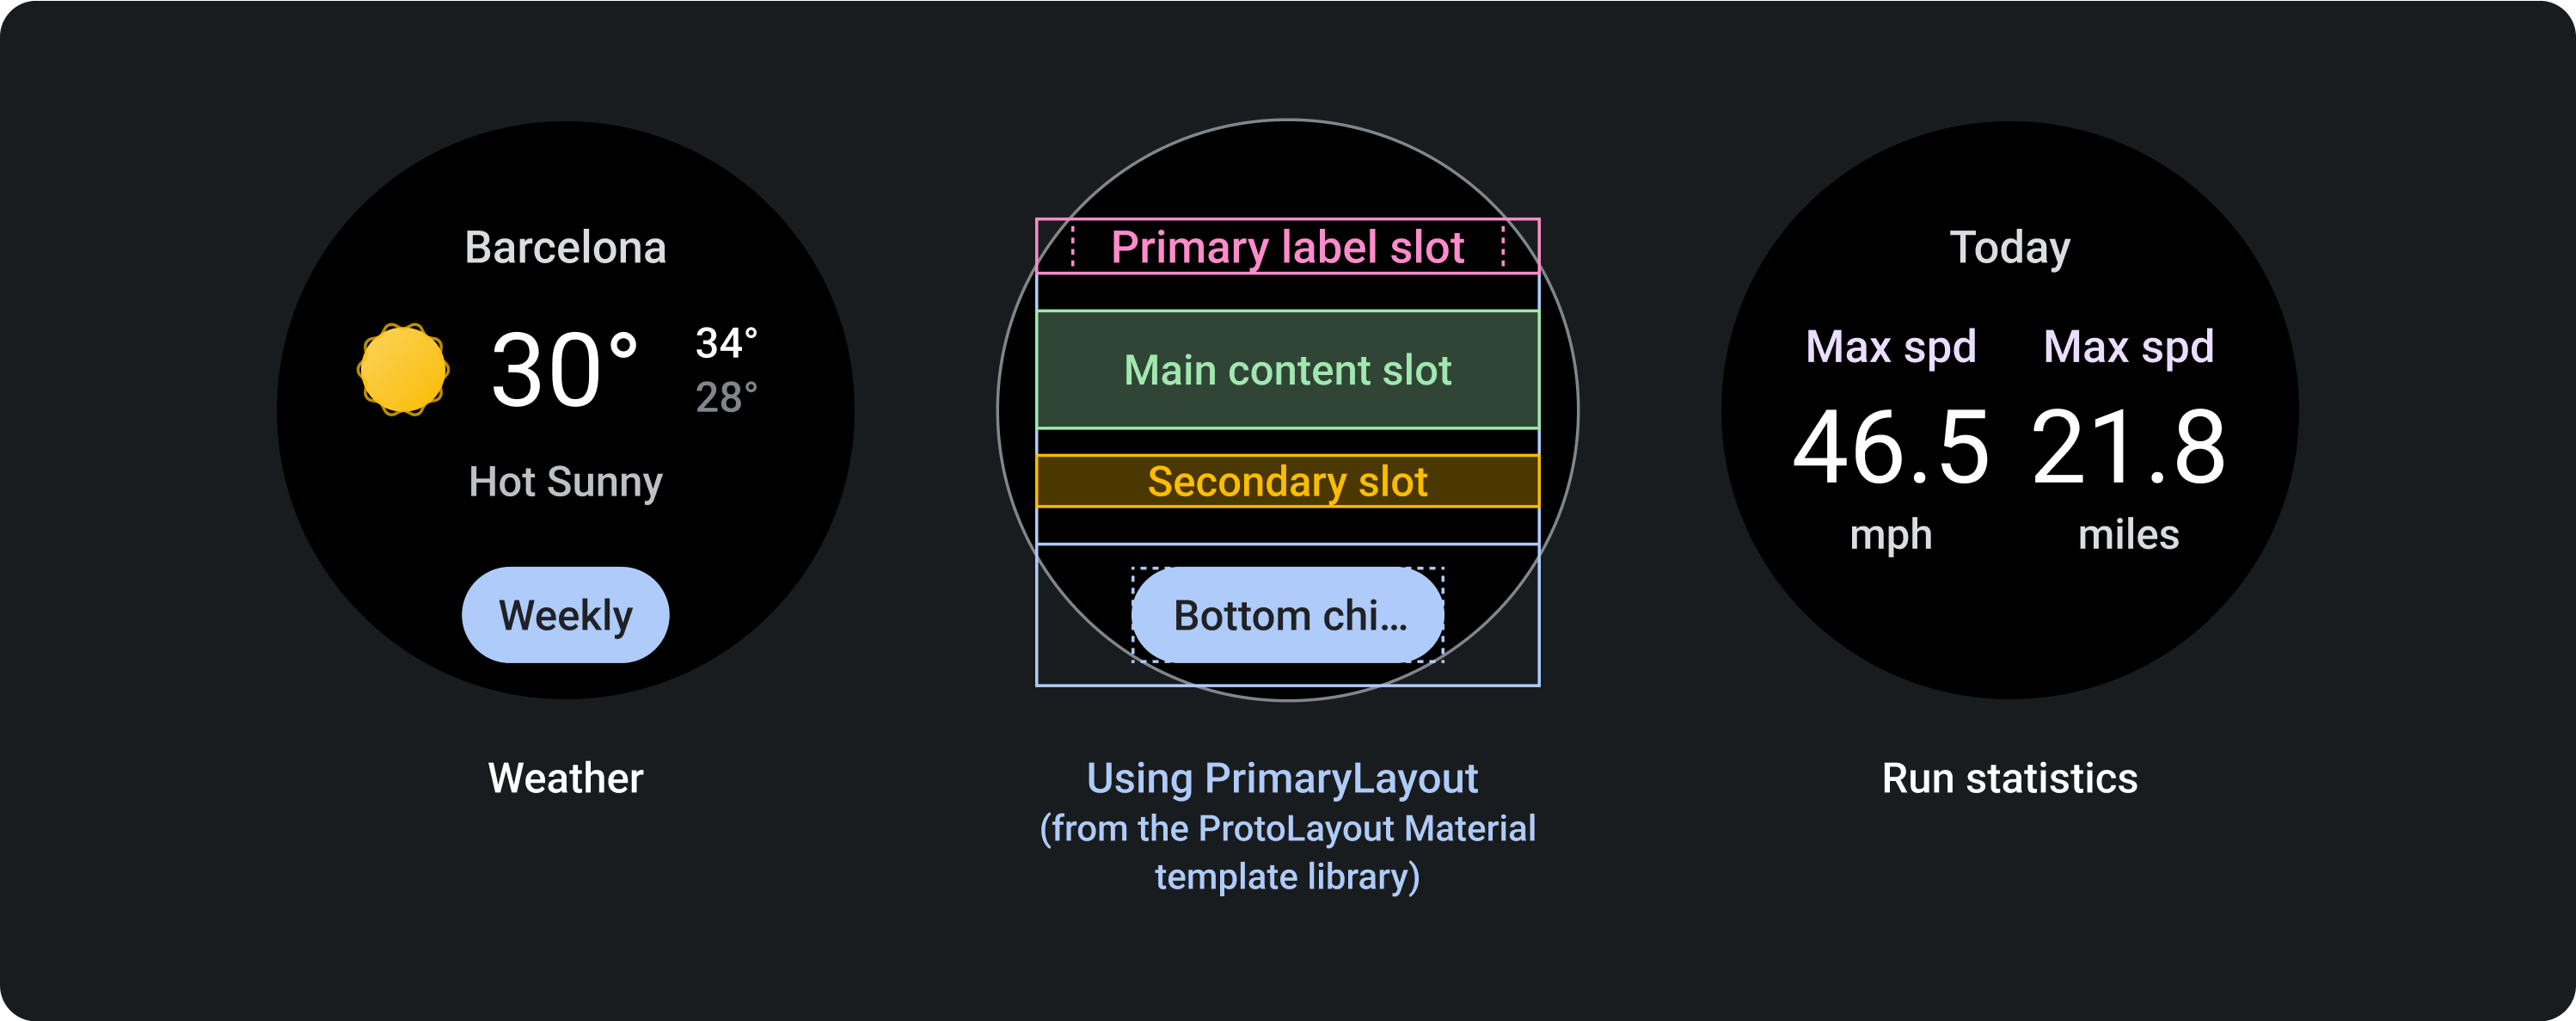 Barcelona
30°
34°
28°
Hot Sunny
Weekly
Weather
Primary label slot
Main content slot
Secondary slot
Bottom chi...
Using PrimaryLayout
(from the ProtoLayout Material
template library)
Today
Max spd Max spd
46.5 21.8
mph miles
Run statistics